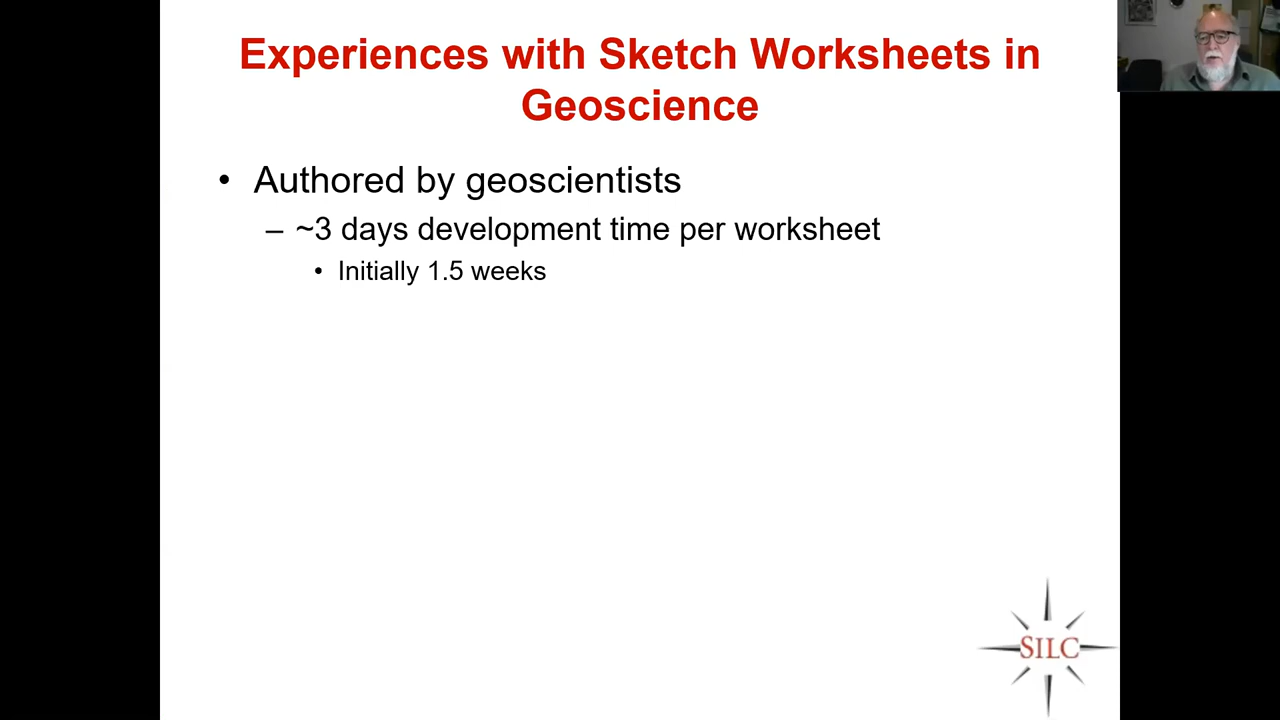 Experiences with Sketch Worksheets in
Geoscience
• Authored by geoscientists
– ~3 days development time per worksheet
• Initially 1.5 weeks
SILC